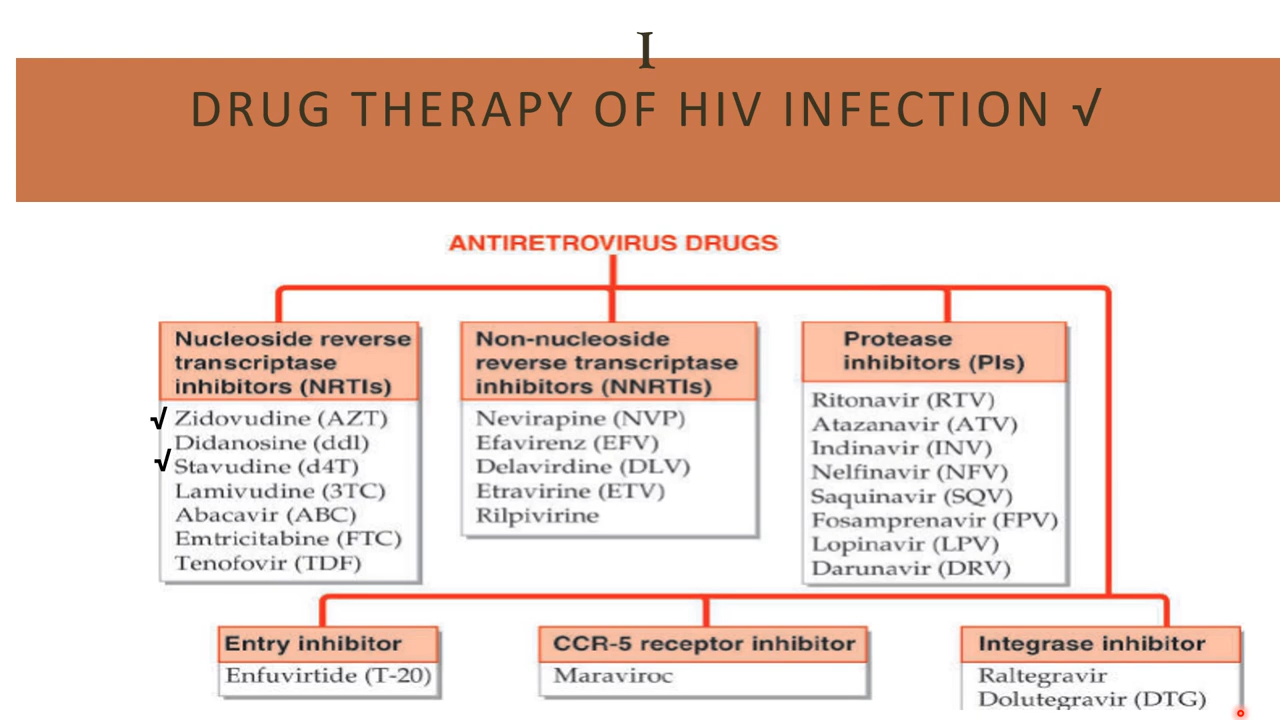 I
DRUG THERAPY OF HIV INFECTION √
ANTIRETROVIRUS DRUGS
Nucleoside reverse
transcriptase
inhibitors (NRTIs)
√ Zidovudine (AZT)
Didanosine (ddl)
√ Stavudine (d4T)
Lamivudine (3TC)
Abacavir (ABC)
Emtricitabine (FTC)
Tenofovir (TDF)
Non-nucleoside
reverse transcriptase
inhibitors (NNRTIs)
Nevirapine (NVP)
Efavirenz (EFV)
Delavirdine (DLV)
Etravirine (ETV)
Rilpivirine
Protease
inhibitors (PIs)
Ritonavir (RTV)
Atazanavir (ATV)
Indinavir (INV)
Nelfinavir (NFV)
Saquinavir (SQV)
Fosamprenavir (FPV)
Lopinavir (LPV)
Darunavir (DRV)
Entry inhibitor
Enfuvirtide (T-20)
CCR-5 receptor inhibitor
Maraviroc
Integrase inhibitor
Raltegravir
Dolutegravir (DTG)